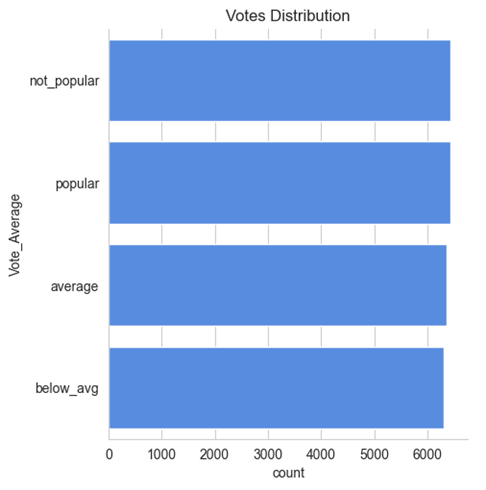 Votes Distribution
not_popular
popular
average
below_avg
Vote_Average
0 1000 2000 3000 4000 5000 6000
count